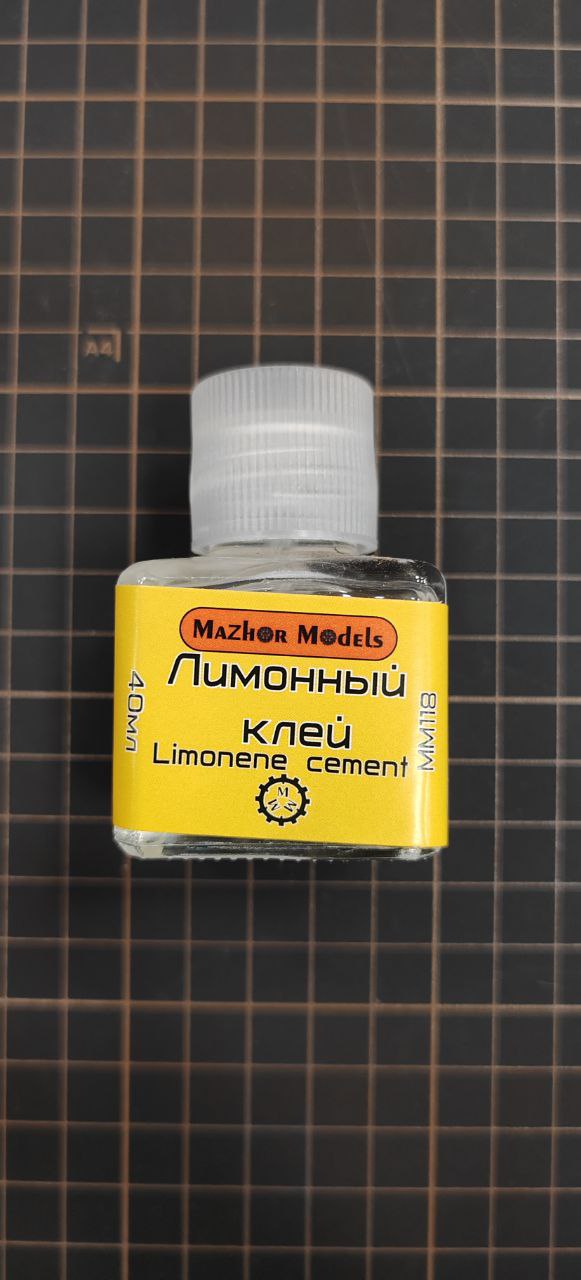 A4
MAZHOR MODELS
Лимонный
клей
Limonene cement
40мл
MM118
M
M M